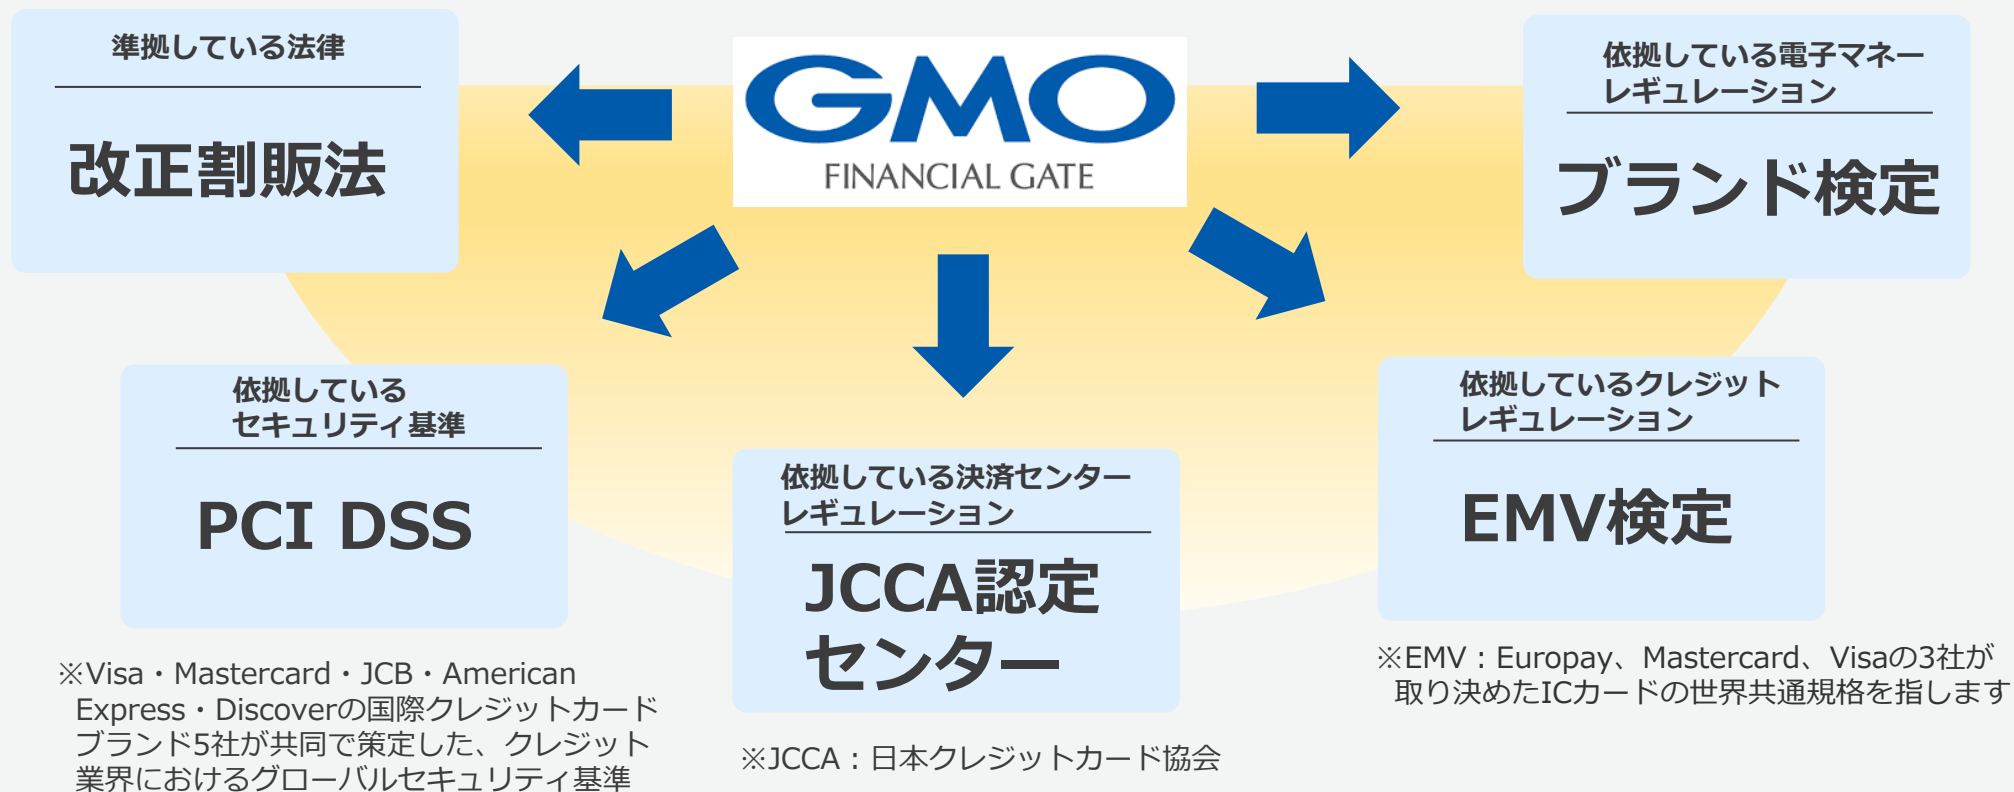 準拠している法律
改正割販法
GMO
FINANCIAL GATE
依拠している電子マネー
レギュレーション
ブランド検定
依拠している
セキュリティ基準
PCI DSS
※Visa・Mastercard・JCB・American
Express・Discoverの国際クレジットカード
ブランド5社が共同で策定した、クレジット
業界におけるグローバルセキュリティ基準
依拠している決済センター
レギュレーション
JCCA認定
センター
※JCCA：日本クレジットカード協会
依拠しているクレジット
レギュレーション
EMV検定
※EMV：Europay、Mastercard、Visaの3社が
取り決めたICカードの世界共通規格を指します